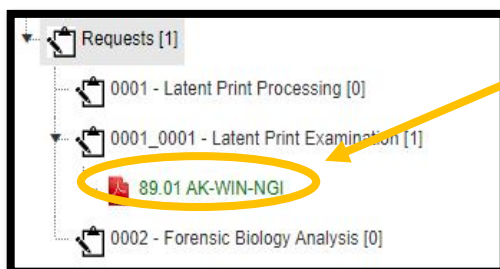 Requests [1]
0001 - Latent Print Processing [0]
0001_0001 - Latent Print Examination [1]
89.01 AK-WIN-NGI
0002 - Forensic Biology Analysis [0]